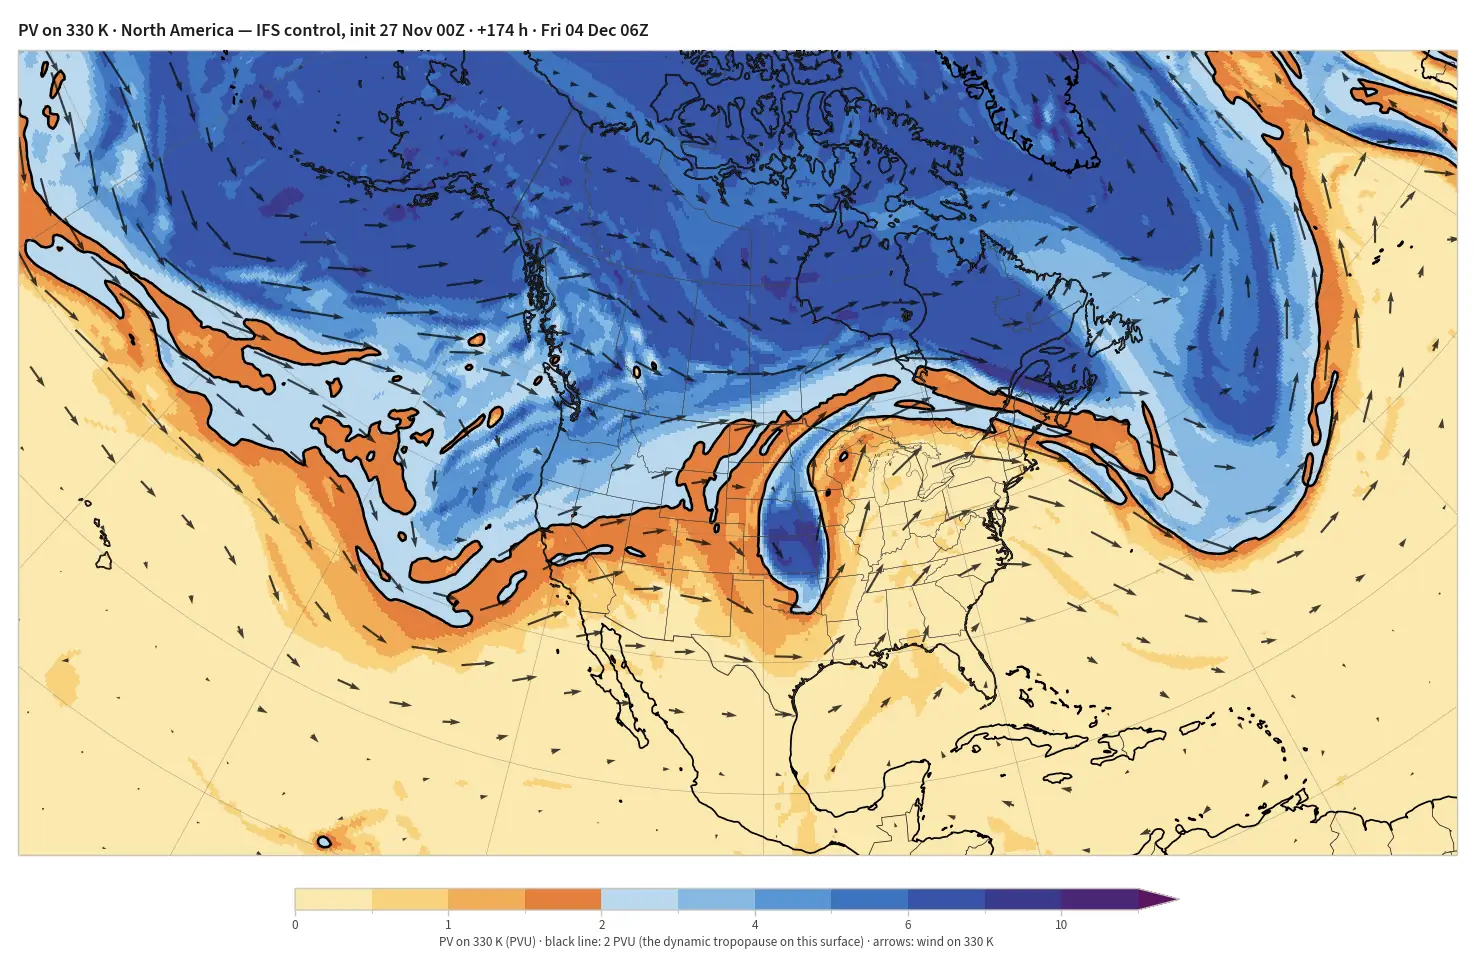 PV on 330 K · North America — IFS control, init 27 Nov 00Z · +174 h · Fri 04 Dec 06Z
0 1 2 4 6 10
PV on 330 K (PVU) · black line: 2 PVU (the dynamic tropopause on this surface) · arrows: wind on 330 K